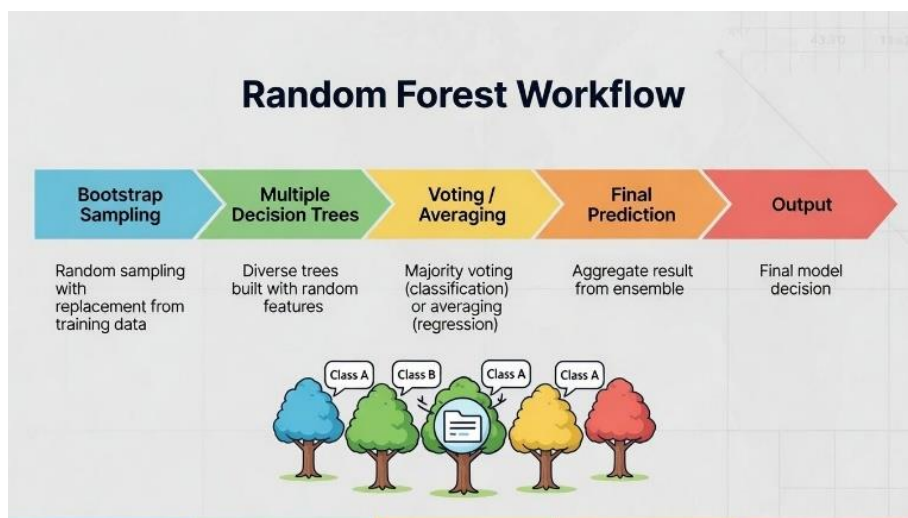 Random Forest Workflow
Bootstrap
Sampling
Multiple
Decision Trees
Voting /
Averaging
Final
Prediction
Output
Random sampling
with
replacement from
training data
Diverse trees
built with random
features
Majority voting
(classification)
or averaging
(regression)
Aggregate result
from ensemble
Final model
decision
Class A
Class B
Class A
Class A